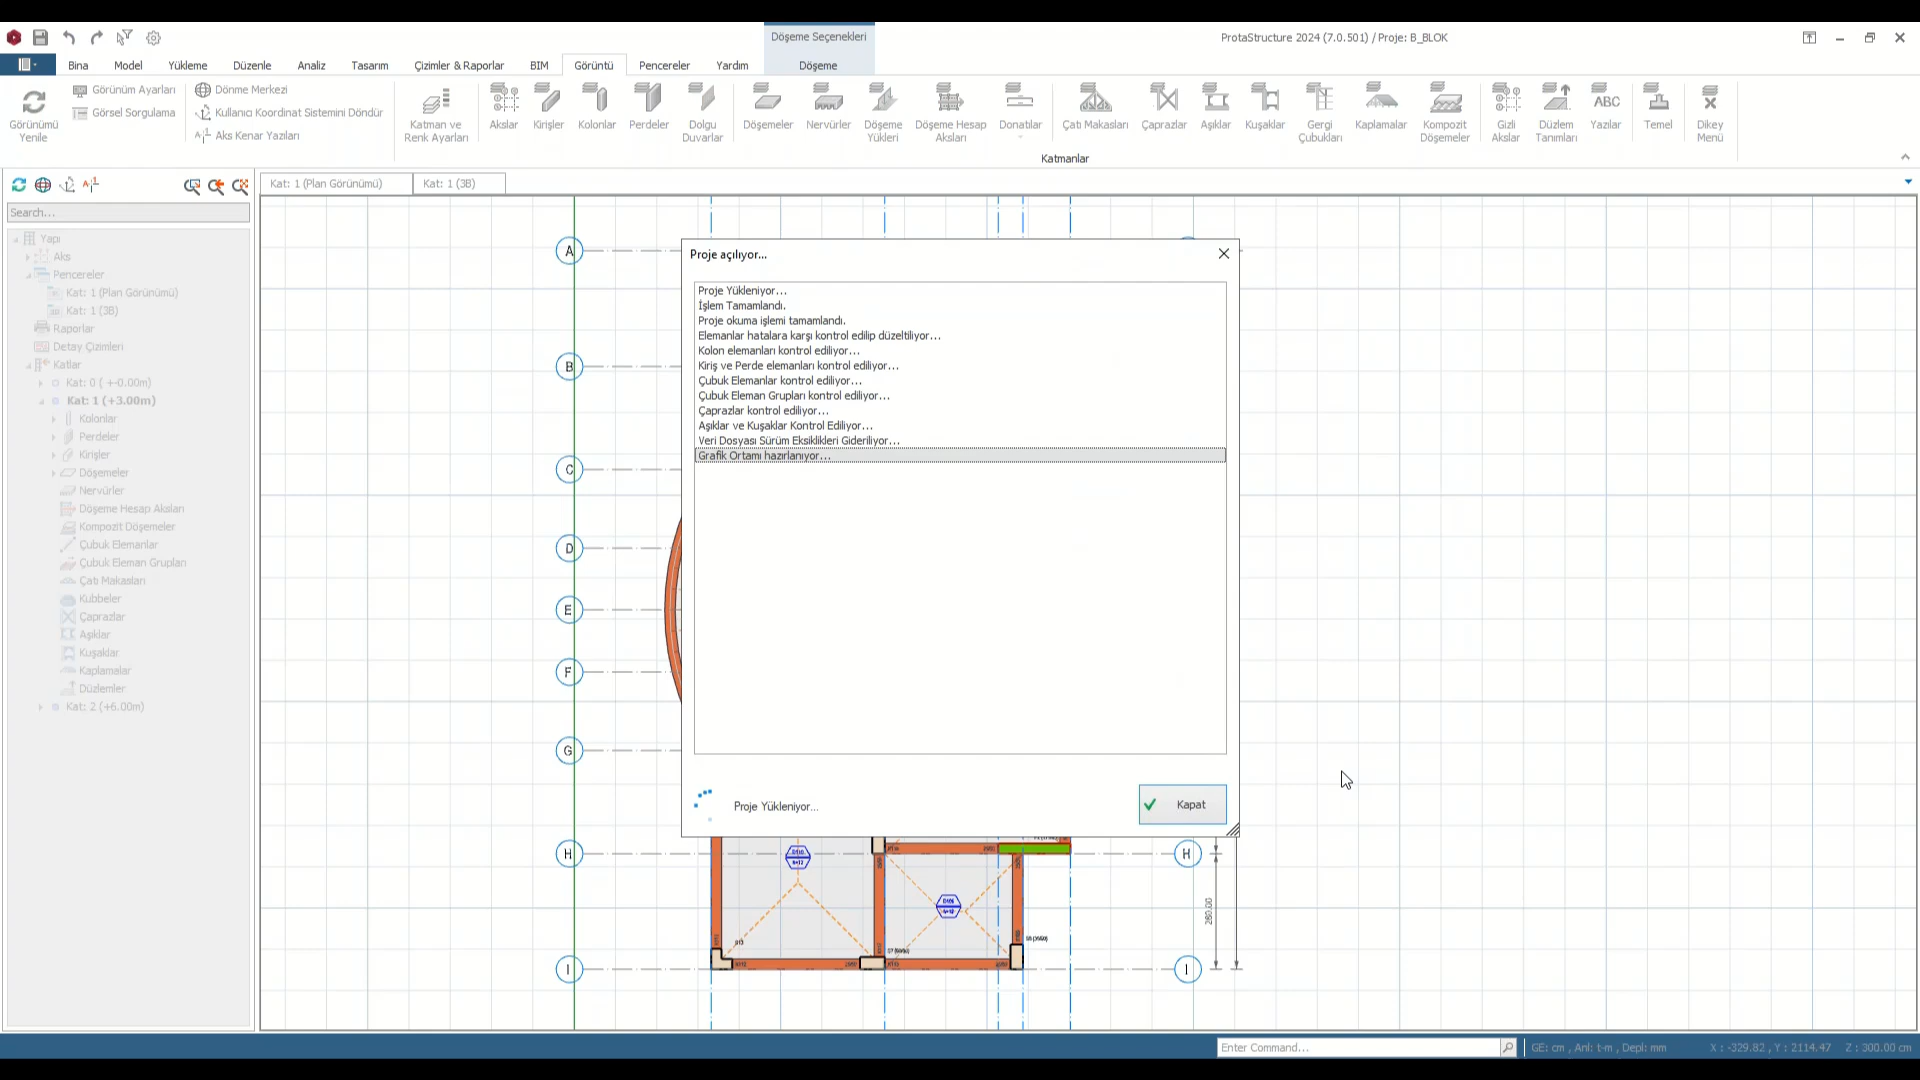 Döşeme Seçenekleri
ProtaStructure 2024 (7.0.501) / Proje: B_BLOK
Bina Model Yükleme Düzenle Analiz Tasarım Çizimler & Raporlar BIM Görüntü Pencereler Yardım Döşeme
Görünümü Yenile
Görünüm Ayarları
Görsel Sorgulama
Dönme Merkezi
Kullanıcı Koordinat Sistemini Döndür
Aks Kenar Yazıları
Katman ve Renk Ayarları
Akslar
Kirişler
Kolonlar
Perdeler
Dolgu Duvarlar
Döşemeler
Nervürler
Döşeme Yükleri
Döşeme Hesap Aksları
Donatılar
Çatı Makasları
Çaprazlar
Aşıklar
Kuşaklar
Gergi Çubukları
Kaplamalar
Kompozit Döşemeler
Gizli Akslar
Düzlem Tanımları
ABC
Yazılar
Temel
Dikey Menü
Katmanlar
Kat: 1 (Plan Görünümü)
Kat: 1 (3B)
Search...
Yapı
Aks
Pencereler
Kat: 1 (Plan Görünümü)
Kat: 1 (3B)
Raporlar
Detay Çizimleri
Katlar
Kat: 0 ( +-0.00m)
Kat: 1 (+3.00m)
Kolonlar
Perdeler
Kirişler
Döşemeler
Nervürler
Döşeme Hesap Aksları
Kompozit Döşemeler
Çubuk Elemanlar
Çubuk Eleman Grupları
Çatı Makasları
Kubbeler
Çaprazlar
Aşıklar
Kuşaklar
Kaplamalar
Düzlemler
Kat: 2 (+6.00m)
A
B
C
D
E
F
G
H
I
Proje açılıyor...
Proje Yükleniyor...
İşlem Tamamlandı.
Proje okuma işlemi tamamlandı.
Elemanlar hatalara karşı kontrol edilip düzeltiliyor...
Kolon elemanları kontrol ediliyor...
Kiriş ve Perde elemanları kontrol ediliyor...
Çubuk Elemanlar kontrol ediliyor...
Çubuk Eleman Grupları kontrol ediliyor...
Çaprazlar kontrol ediliyor...
Aşıklar ve Kuşaklar Kontrol Ediliyor...
Veri Dosyası Sürüm Eksiklikleri Gideriliyor...
Grafik Ortamı hazırlanıyor...
Proje Yükleniyor...
Kapat
H
I
260.00
Enter Command...
GE: cm , Anl: t-m , Depl: mm
X : -329.82 , Y : 2114.47 Z : 300.00 cm